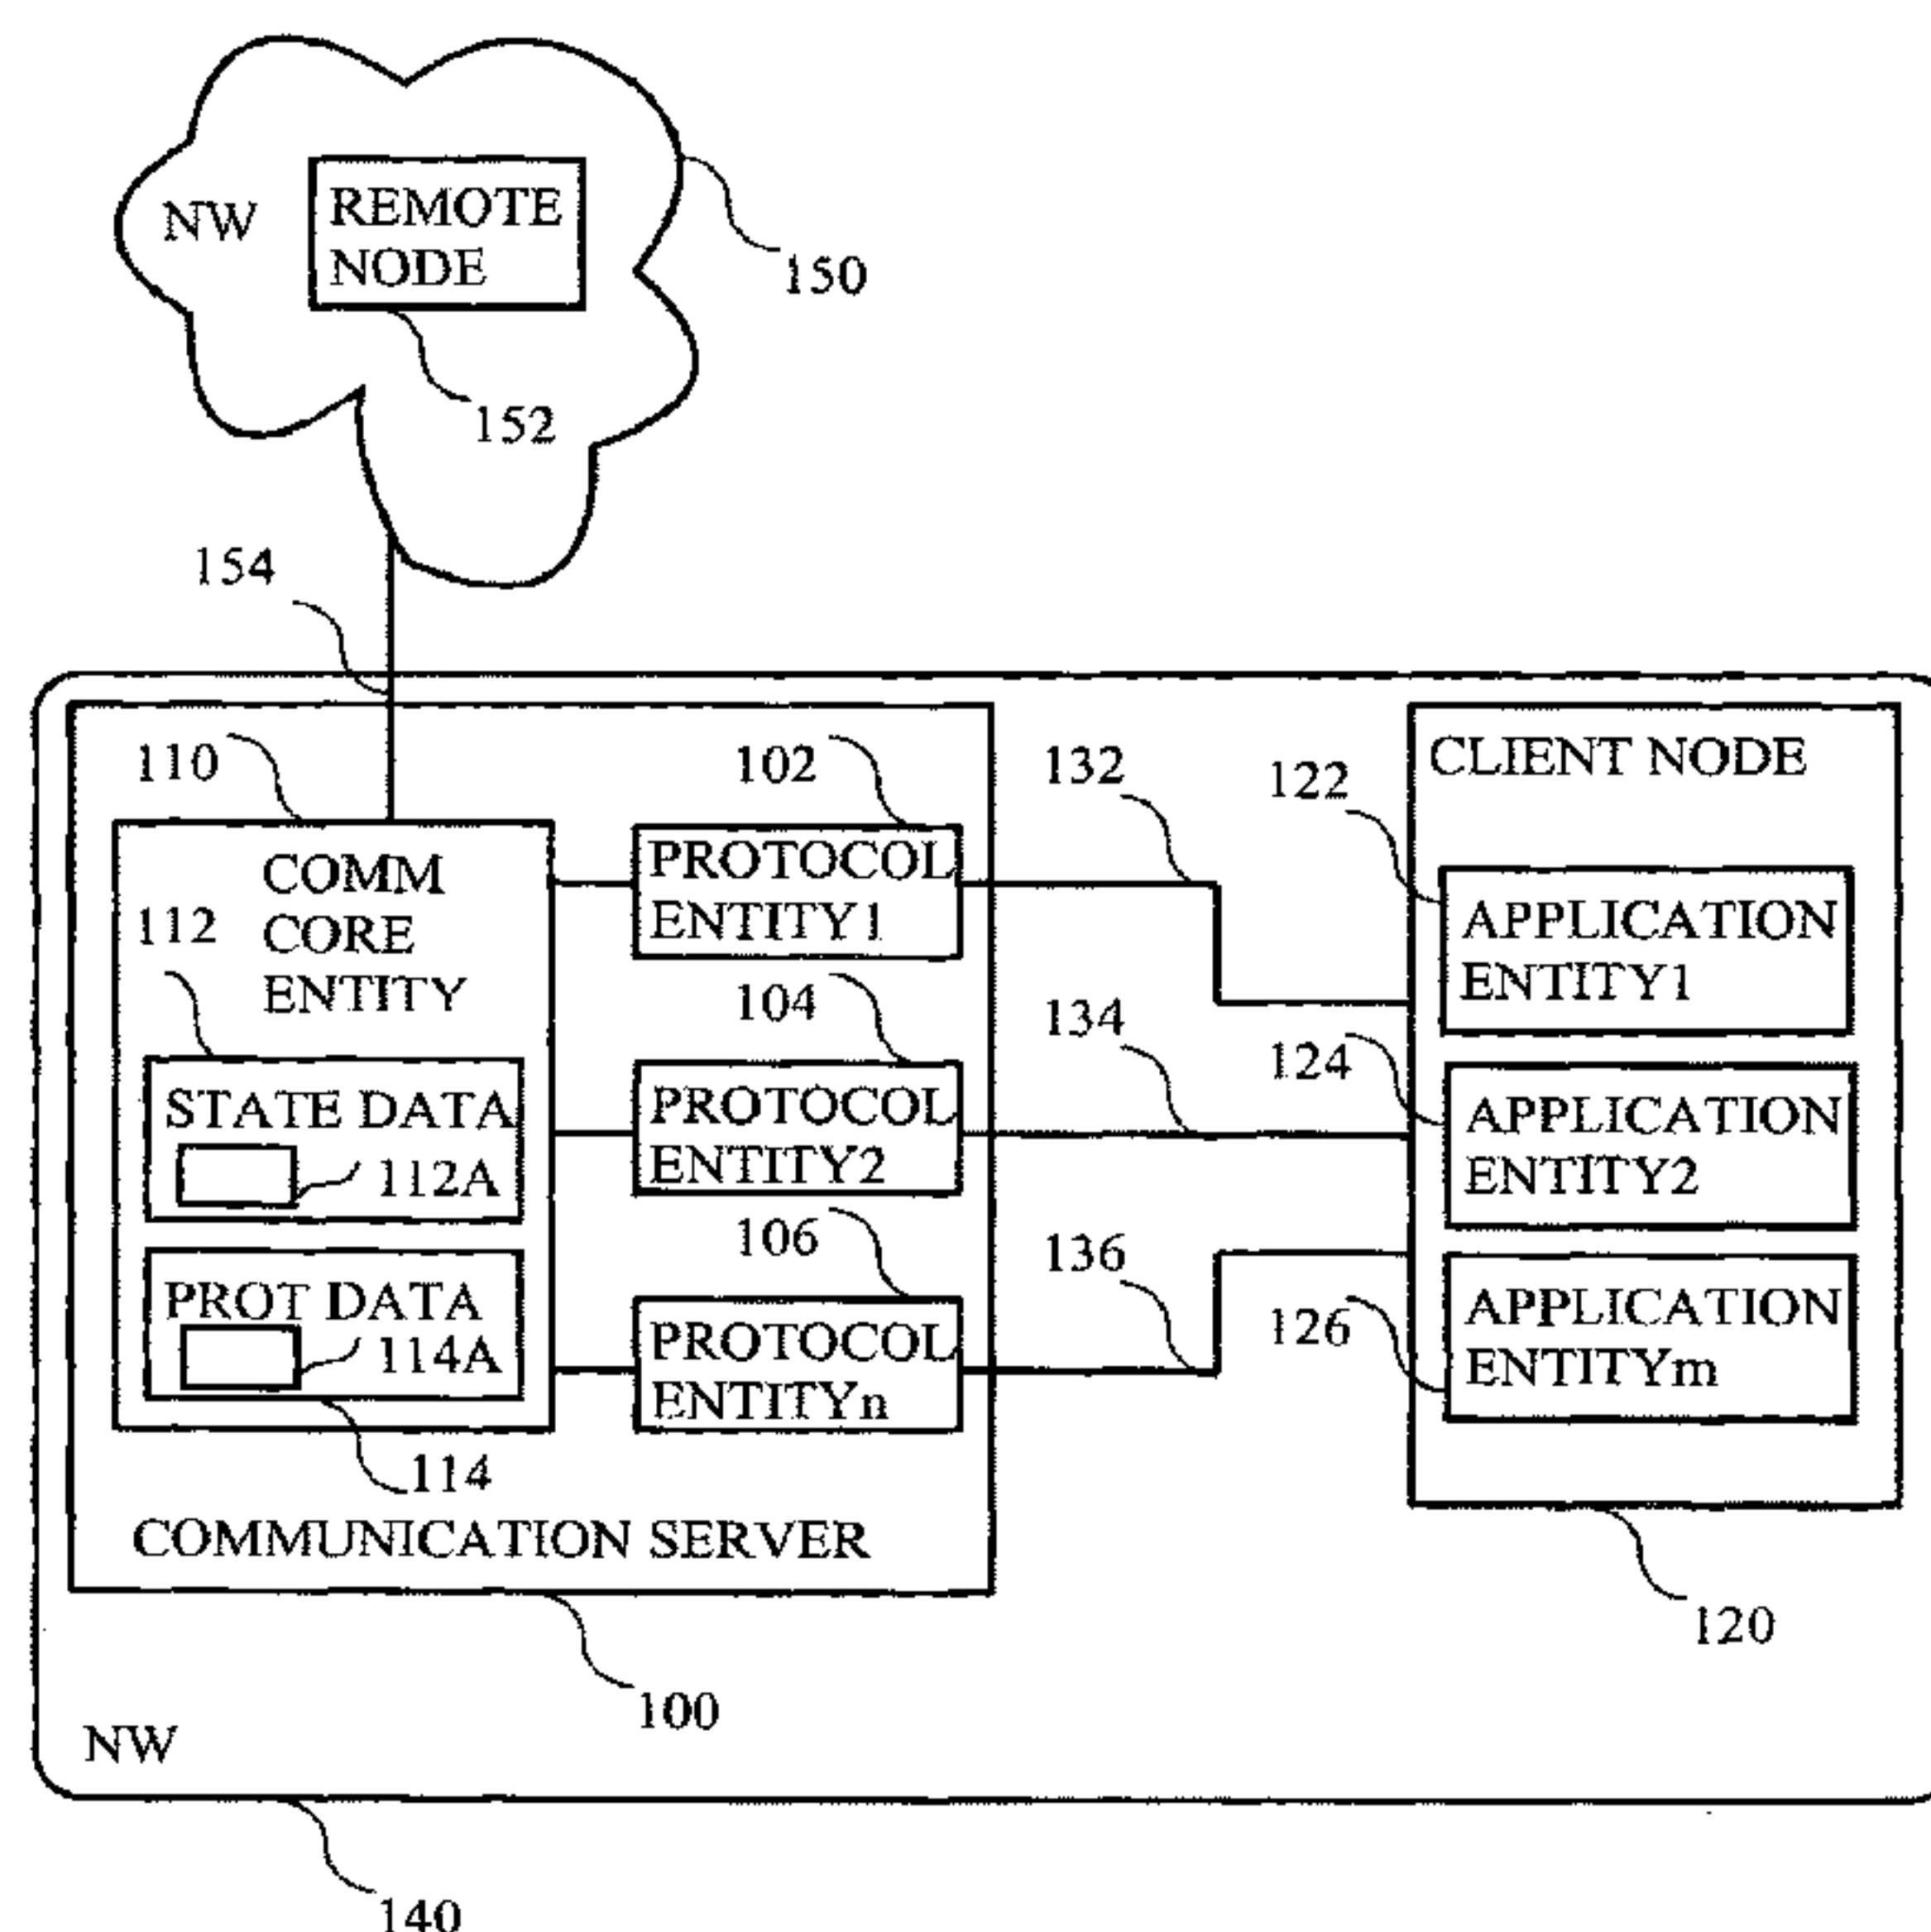 NW
REMOTE
NODE
150
152
154
110
102
132
122
CLIENT NODE
COMM
CORE
ENTITY
PROTOCOL
ENTITY1
APPLICATION
ENTITY1
112
104
134
124
STATE DATA
112A
PROTOCOL
ENTITY2
APPLICATION
ENTITY2
106
136
126
PROT DATA
114A
PROTOCOL
ENTITYn
APPLICATION
ENTITYm
114
COMMUNICATION SERVER
120
100
NW
140